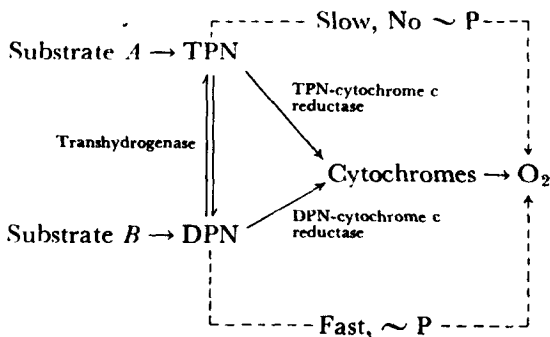 Slow, No ~ P
Substrate A → TPN
TPN-cytochrome c
reductase
Transhydrogenase
Cytochromes → O₂
DPN-cytochrome c
reductase
Substrate B → DPN
Fast, ~ P